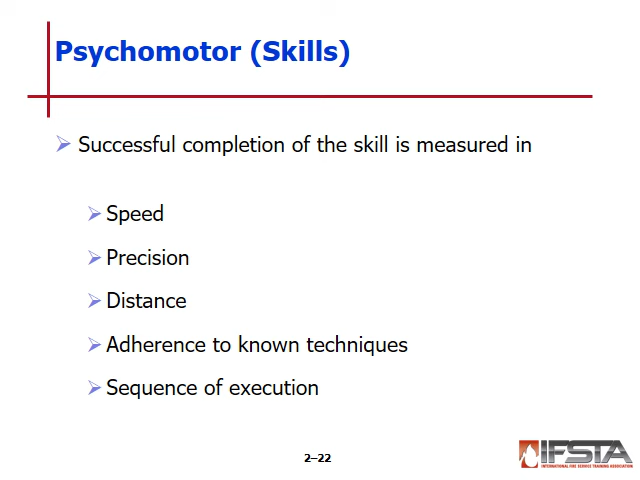 Psychomotor (Skills)
Successful completion of the skill is measured in
Speed
Precision
Distance
Adherence to known techniques
Sequence of execution
2–22
IFSTA
INTERNATIONAL FIRE SERVICE TRAINING ASSOCIATION